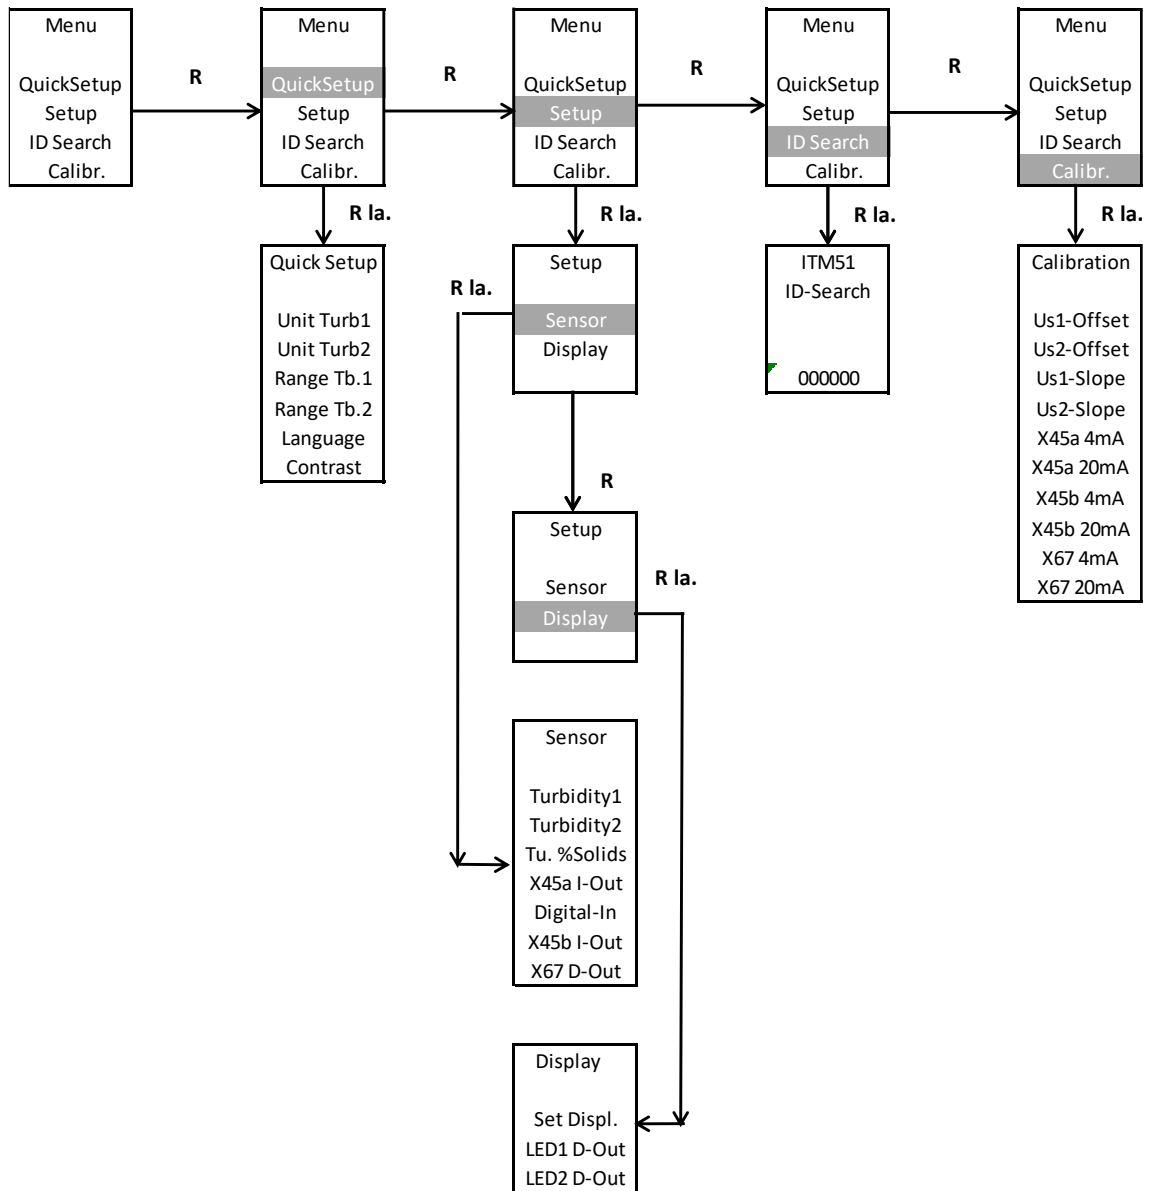 Menu
QuickSetup
Setup
ID Search
Calibr.
R
Menu
QuickSetup
Setup
ID Search
Calibr.
R
Menu
QuickSetup
Setup
ID Search
Calibr.
R
Menu
QuickSetup
Setup
ID Search
Calibr.
R
Menu
QuickSetup
Setup
ID Search
Calibr.
R la.
Quick Setup
Unit Turb1
Unit Turb2
Range Tb.1
Range Tb.2
Language
Contrast
R la.
Setup
Sensor
Display
R la.
ITM51
ID-Search
000000
R la.
Calibration
Us1-Offset
Us2-Offset
Us1-Slope
Us2-Slope
X45a 4mA
X45a 20mA
X45b 4mA
X45b 20mA
X67 4mA
X67 20mA
R la.
R
Setup
Sensor
Display
R la.
Sensor
Turbidity1
Turbidity2
Tu. %Solids
X45a I-Out
Digital-In
X45b I-Out
X67 D-Out
Display
Set Displ.
LED1 D-Out
LED2 D-Out